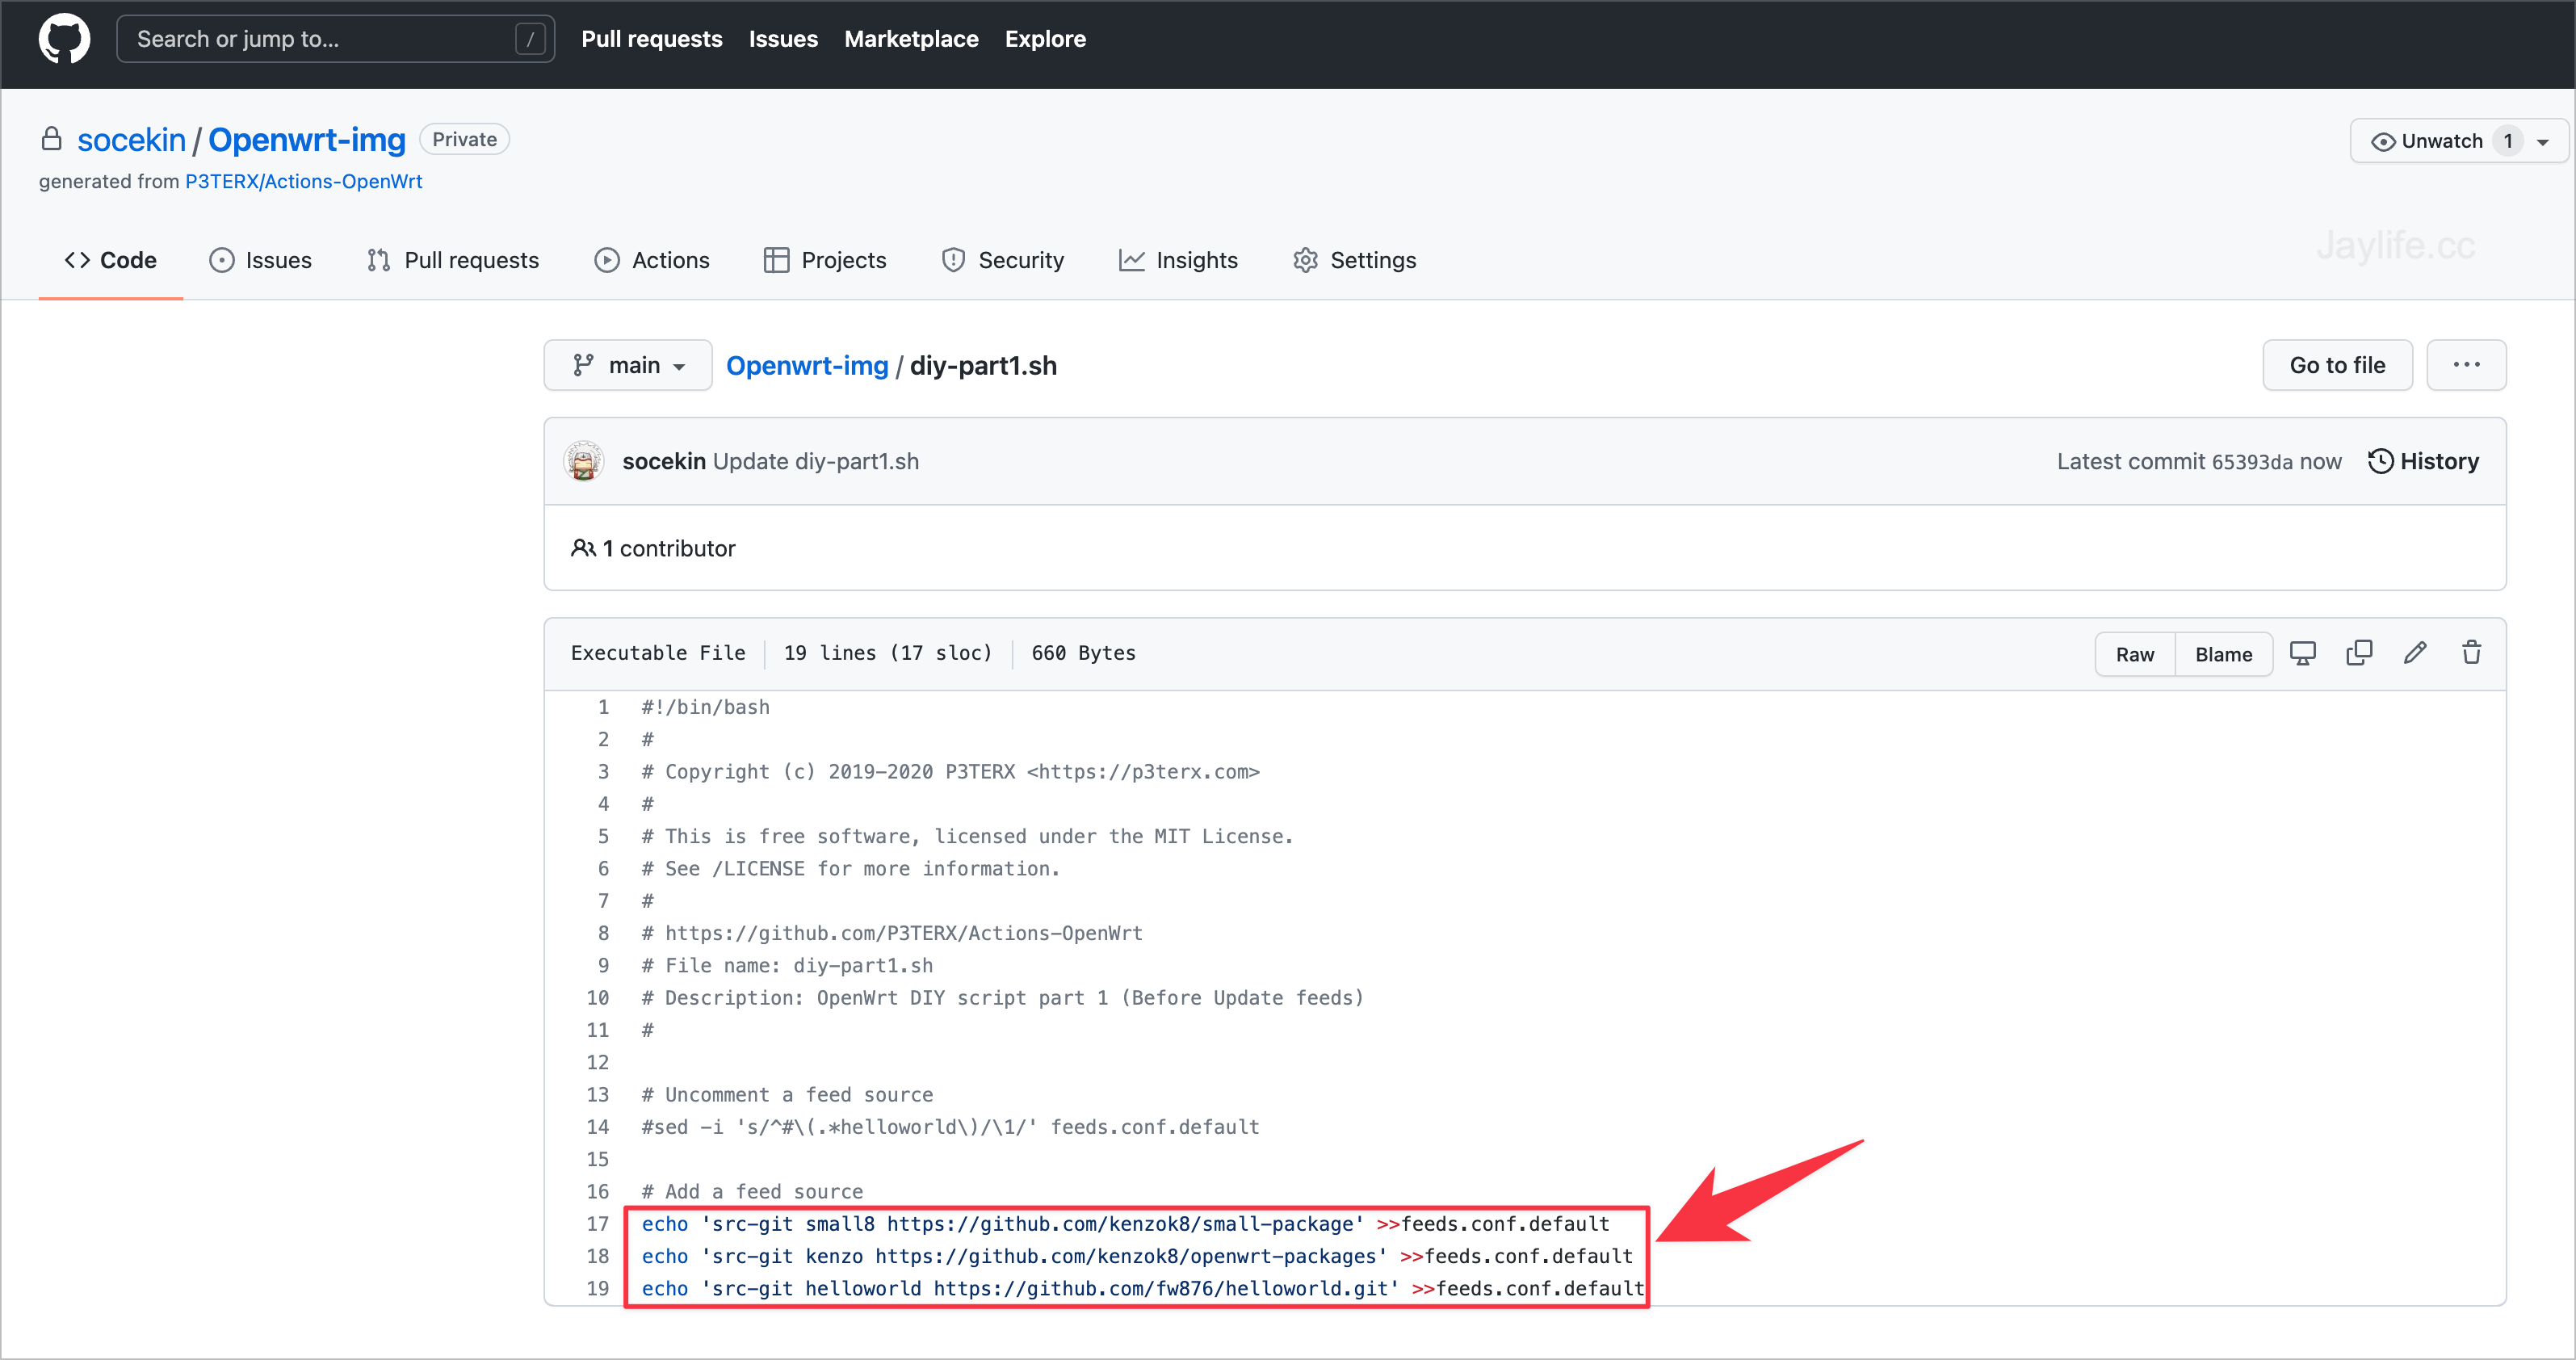 Search or jump to... /
Pull requests Issues Marketplace Explore
socekin / Openwrt-img Private
Unwatch 1
generated from P3TERX/Actions-OpenWrt
Code Issues Pull requests Actions Projects Security Insights Settings
Jaylife.cc
main Openwrt-img / diy-part1.sh
Go to file ...
socekin Update diy-part1.sh
Latest commit 65393da now History
1 contributor
Executable File 19 lines (17 sloc) 660 Bytes
Raw Blame
1 #!/bin/bash
2 #
3 # Copyright (c) 2019-2020 P3TERX <https://p3terx.com>
4 #
5 # This is free software, licensed under the MIT License.
6 # See /LICENSE for more information.
7 #
8 # https://github.com/P3TERX/Actions-OpenWrt
9 # File name: diy-part1.sh
10 # Description: OpenWrt DIY script part 1 (Before Update feeds)
11 #
12
13 # Uncomment a feed source
14 #sed -i 's/^#\(.*helloworld\)/\1/' feeds.conf.default
15
16 # Add a feed source
17 echo 'src-git small8 https://github.com/kenzok8/small-package' >>feeds.conf.default
18 echo 'src-git kenzo https://github.com/kenzok8/openwrt-packages' >>feeds.conf.default
19 echo 'src-git helloworld https://github.com/fw876/helloworld.git' >>feeds.conf.default